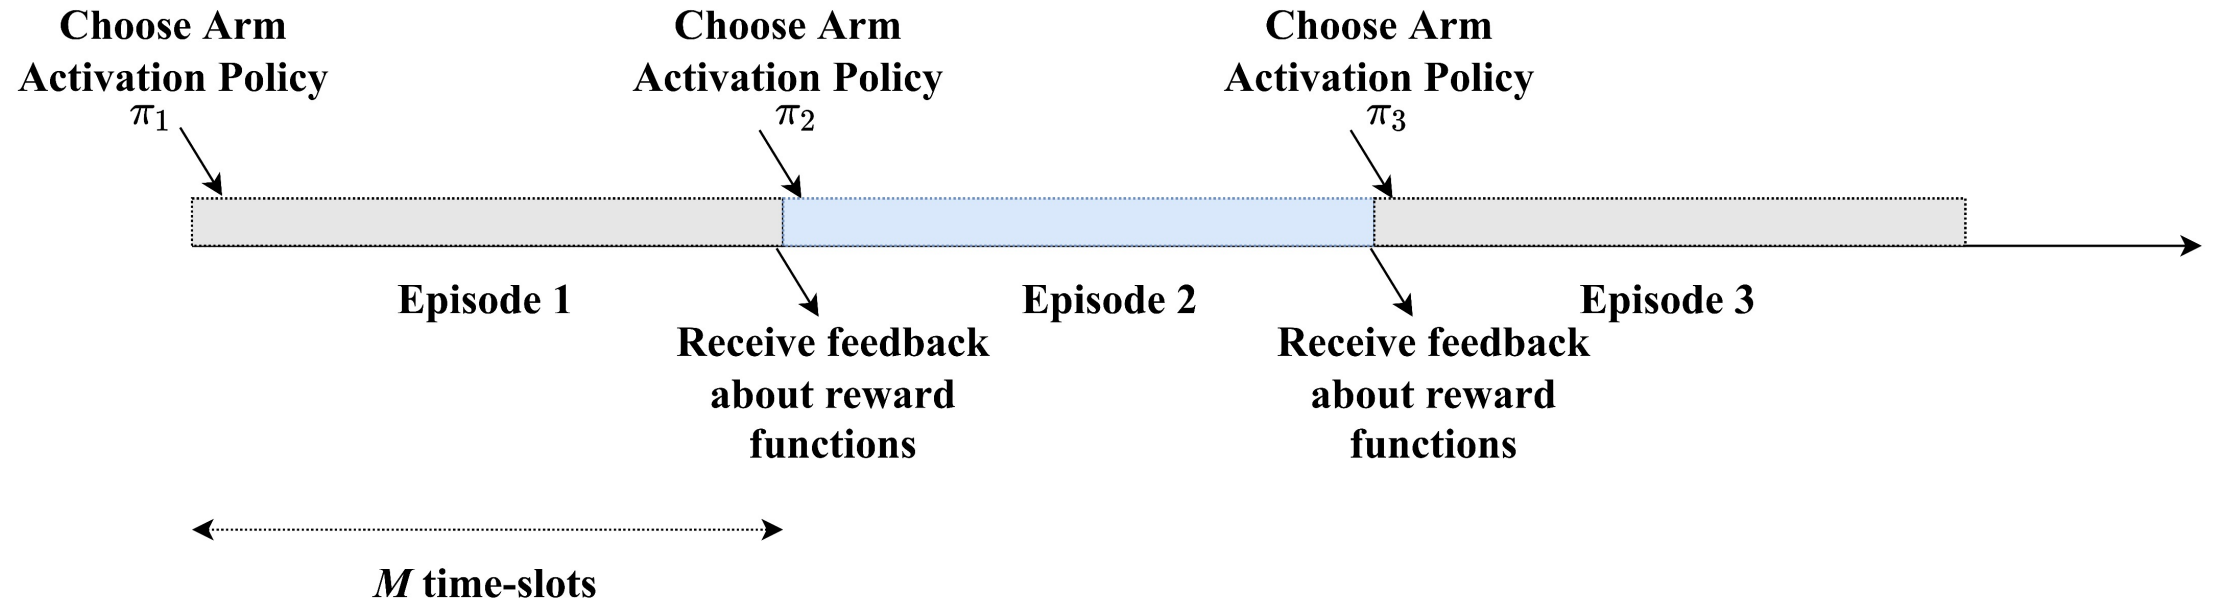 Choose Arm
Activation Policy
π₁
Choose Arm
Activation Policy
π₂
Choose Arm
Activation Policy
π₃
Episode 1
Episode 2
Episode 3
Receive feedback
about reward
functions
Receive feedback
about reward
functions
M time-slots